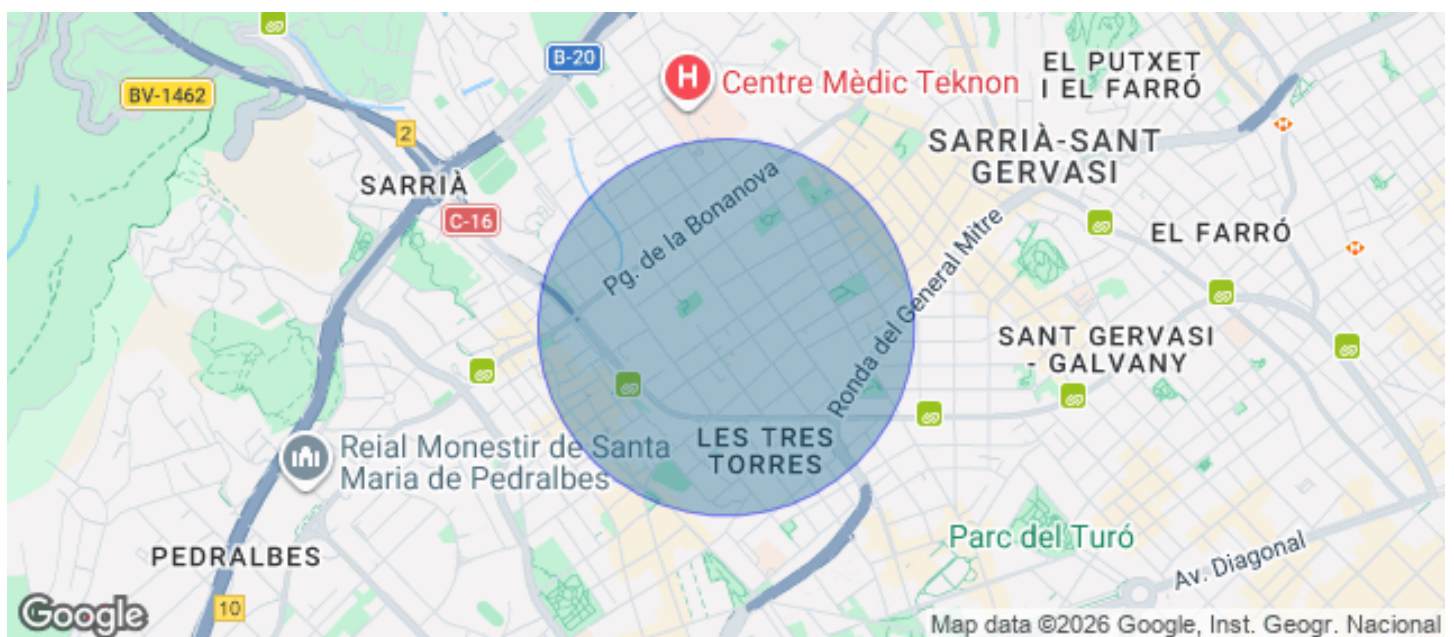 B-20
Centre Mèdic Teknon
EL PUTXET
I EL FARRÓ
BV-1462
2
SARRIÀ-SANT
GERVASI
SARRIÀ
C-16
Pg. de la Bonanova
EL FARRÓ
Ronda del General Mitre
SANT GERVASI
- GALVANY
LES TRES
TORRES
Reial Monestir de Santa
Maria de Pedralbes
Parc del Turó
PEDRALBES
Av. Diagonal
10
Google
Map data ©2026 Google, Inst. Geogr. Nacional
H